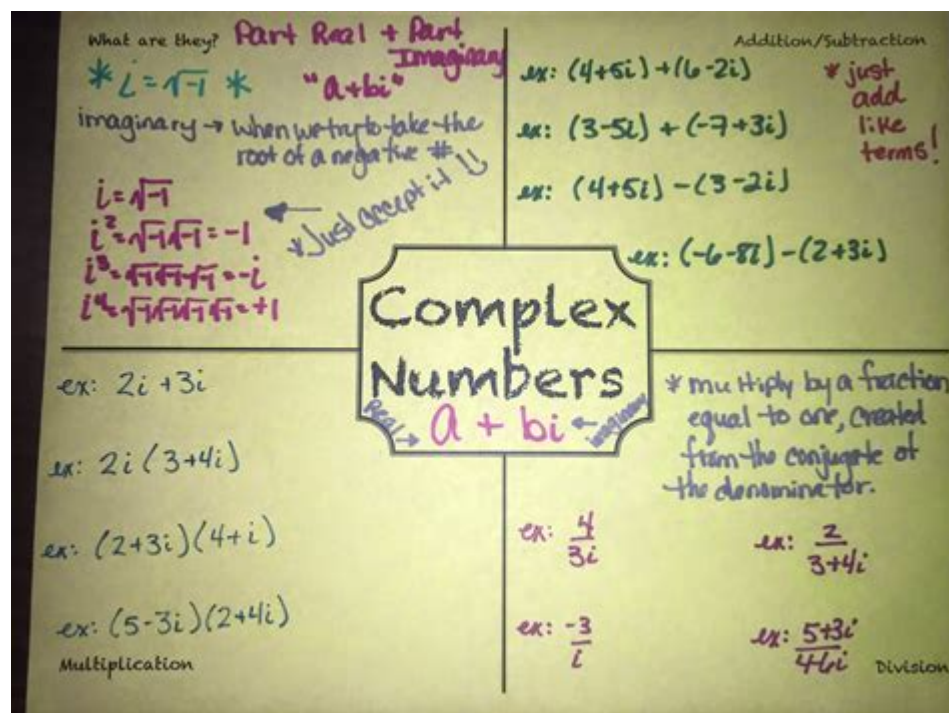 What are they? Part Real + Part
Imaginary
* i = √-1 * "a+bi"
imaginary → when we try to take the
root of a negative #
*Just accept it
i = √-1
i² = √-1√-1 = -1
i³ = √-1√-1√-1 = -i
i⁴ = √-1√-1√-1√-1 = +1
Addition/Subtraction
ex: (4+5i) + (6-2i)
ex: (3-5i) + (-7+3i)
ex: (4+5i) - (3-2i)
ex: (-6-8i) - (2+3i)
* just
add
like
terms!
Complex
Numbers
Real → a + bi ← imaginary
ex: 2i + 3i
ex: 2i (3+4i)
ex: (2+3i)(4+i)
ex: (5-3i)(2+4i)
Multiplication
* multiply by a fraction
equal to one, created
from the conjugate of
the denominator.
ex: 4/3i
ex: 2/3+4i
ex: -3/i
ex: 5+3i/
Division